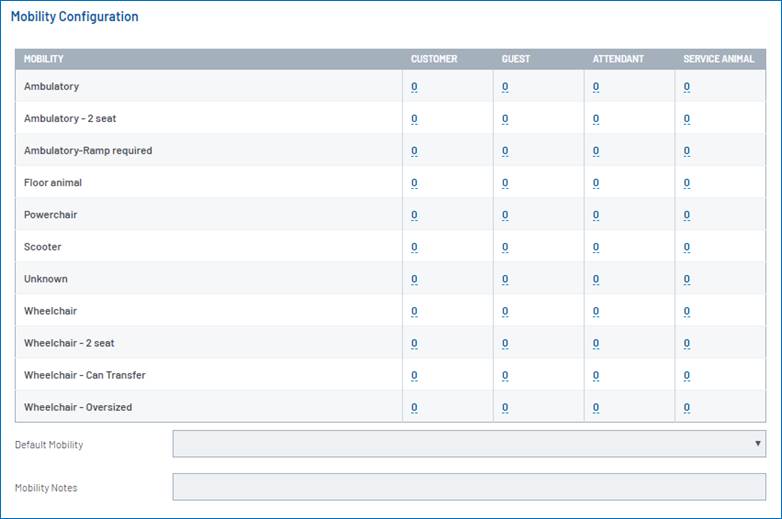 Mobility Configuration
MOBILITY CUSTOMER GUEST ATTENDANT SERVICE ANIMAL
Ambulatory 0 0 0 0
Ambulatory - 2 seat 0 0 0 0
Ambulatory-Ramp required 0 0 0 0
Floor animal 0 0 0 0
Powerchair 0 0 0 0
Scooter 0 0 0 0
Unknown 0 0 0 0
Wheelchair 0 0 0 0
Wheelchair - 2 seat 0 0 0 0
Wheelchair - Can Transfer 0 0 0 0
Wheelchair - Oversized 0 0 0 0
Default Mobility
Mobility Notes